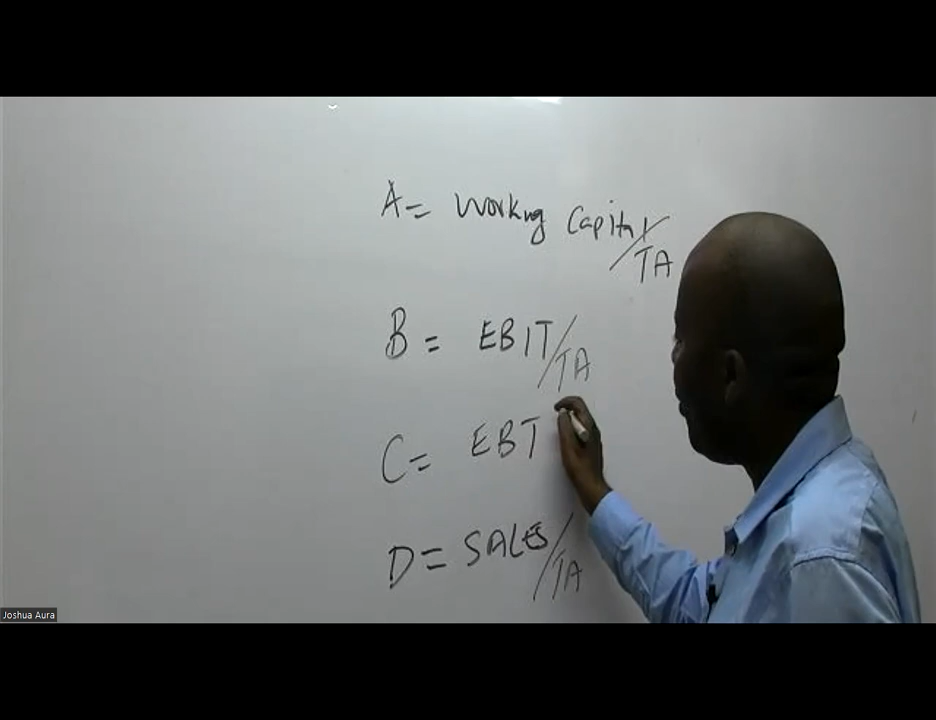 A = Working Capital/TA
B = EBIT/TA
C = EBT
D = SALES/TA
Joshua Aura